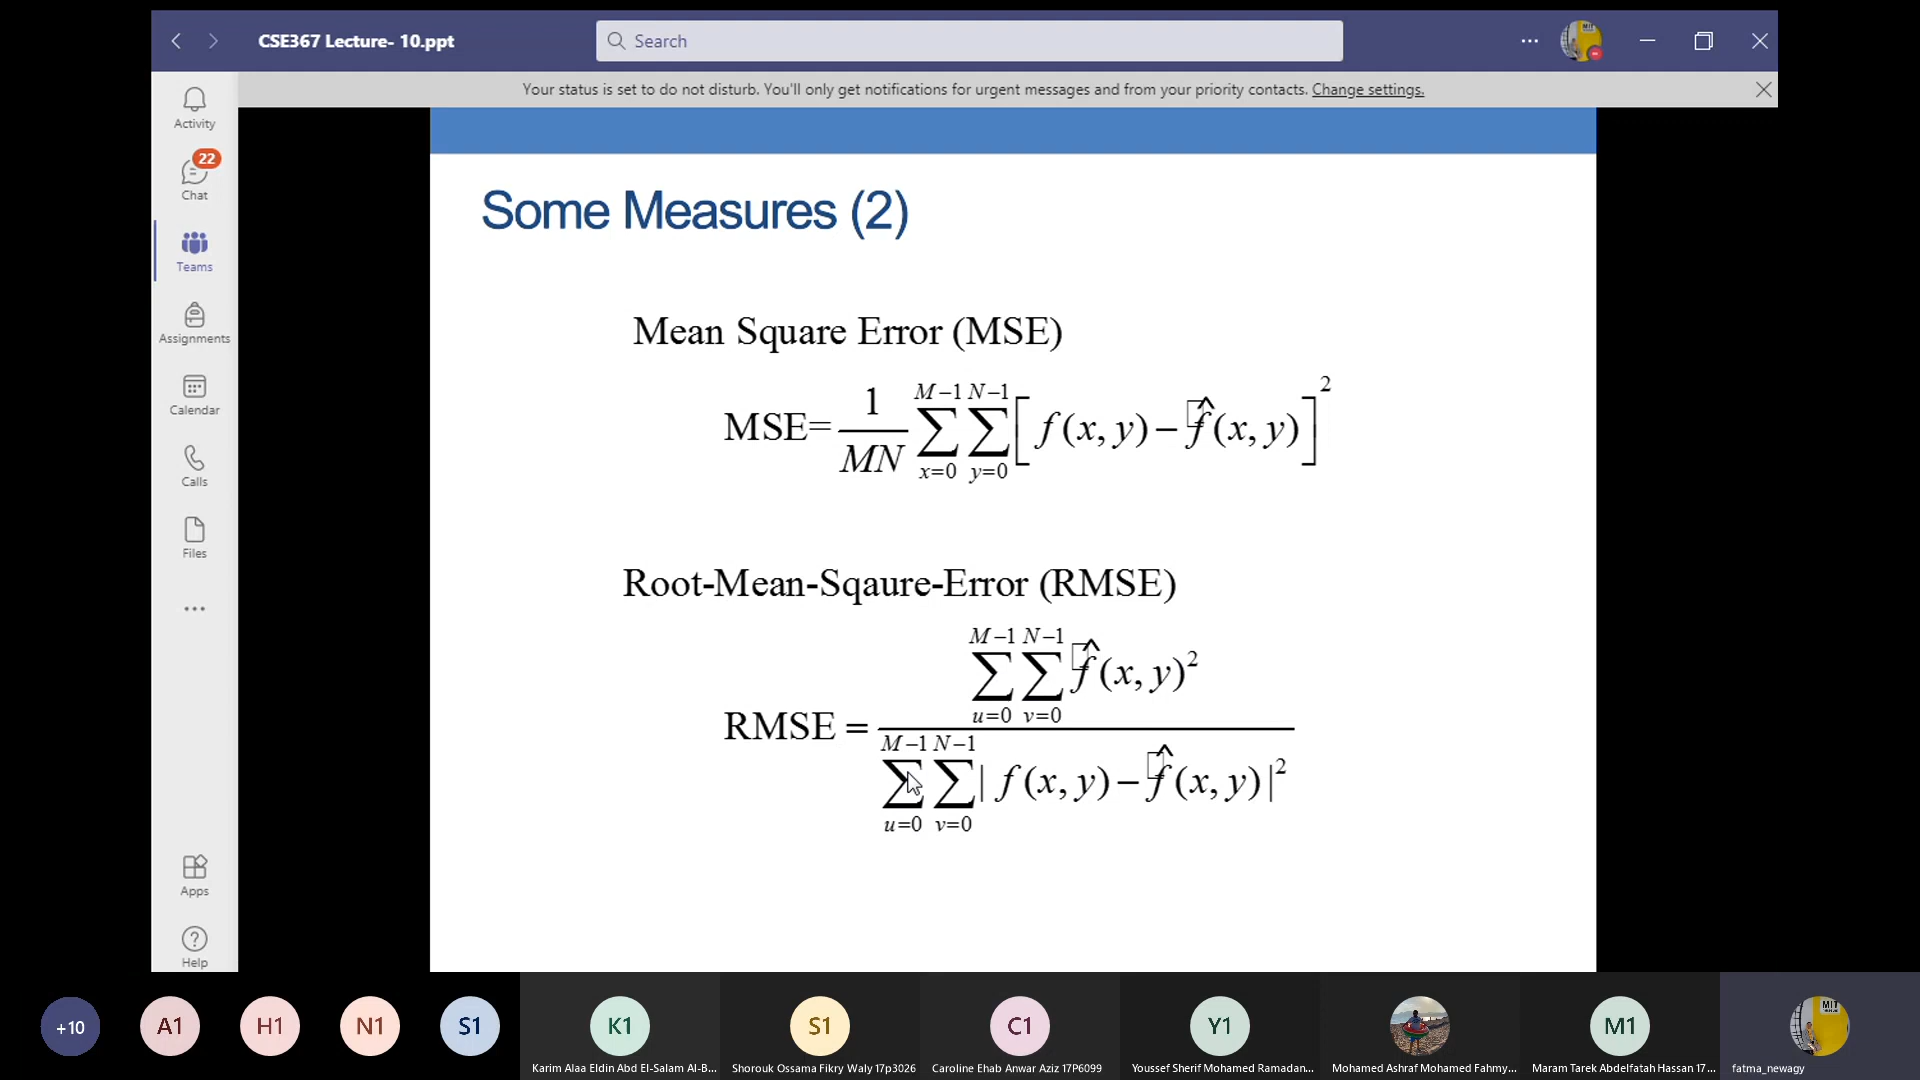 CSE367 Lecture- 10.ppt
Search
Your status is set to do not disturb. You'll only get notifications for urgent messages and from your priority contacts. Change settings.
Activity
22
Chat
Teams
Assignments
Calendar
Calls
Files
Apps
Help
Some Measures (2)
Mean Square Error (MSE)
MSE= 1/MN ∑_{x=0}^{M−1} ∑_{y=0}^{N−1} [f(x, y) − f̂(x, y)]²
Root-Mean-Sqaure-Error (RMSE)
RMSE = ∑_{u=0}^{M−1} ∑_{v=0}^{N−1} f̂(x, y)² / ∑_{u=0}^{M−1} ∑_{v=0}^{N−1} | f(x, y) − f̂(x, y) |²
+10
A1
H1
N1
S1
K1
S1
C1
Y1
M1
MIT
Karim Alaa Eldin Abd El-Salam Al-B...
Shorouk Ossama Fikry Waly 17p3026
Caroline Ehab Anwar Aziz 17P6099
Youssef Sherif Mohamed Ramadan...
Mohamed Ashraf Mohamed Fahmy...
Maram Tarek Abdelfatah Hassan 17...
fatma_newagy